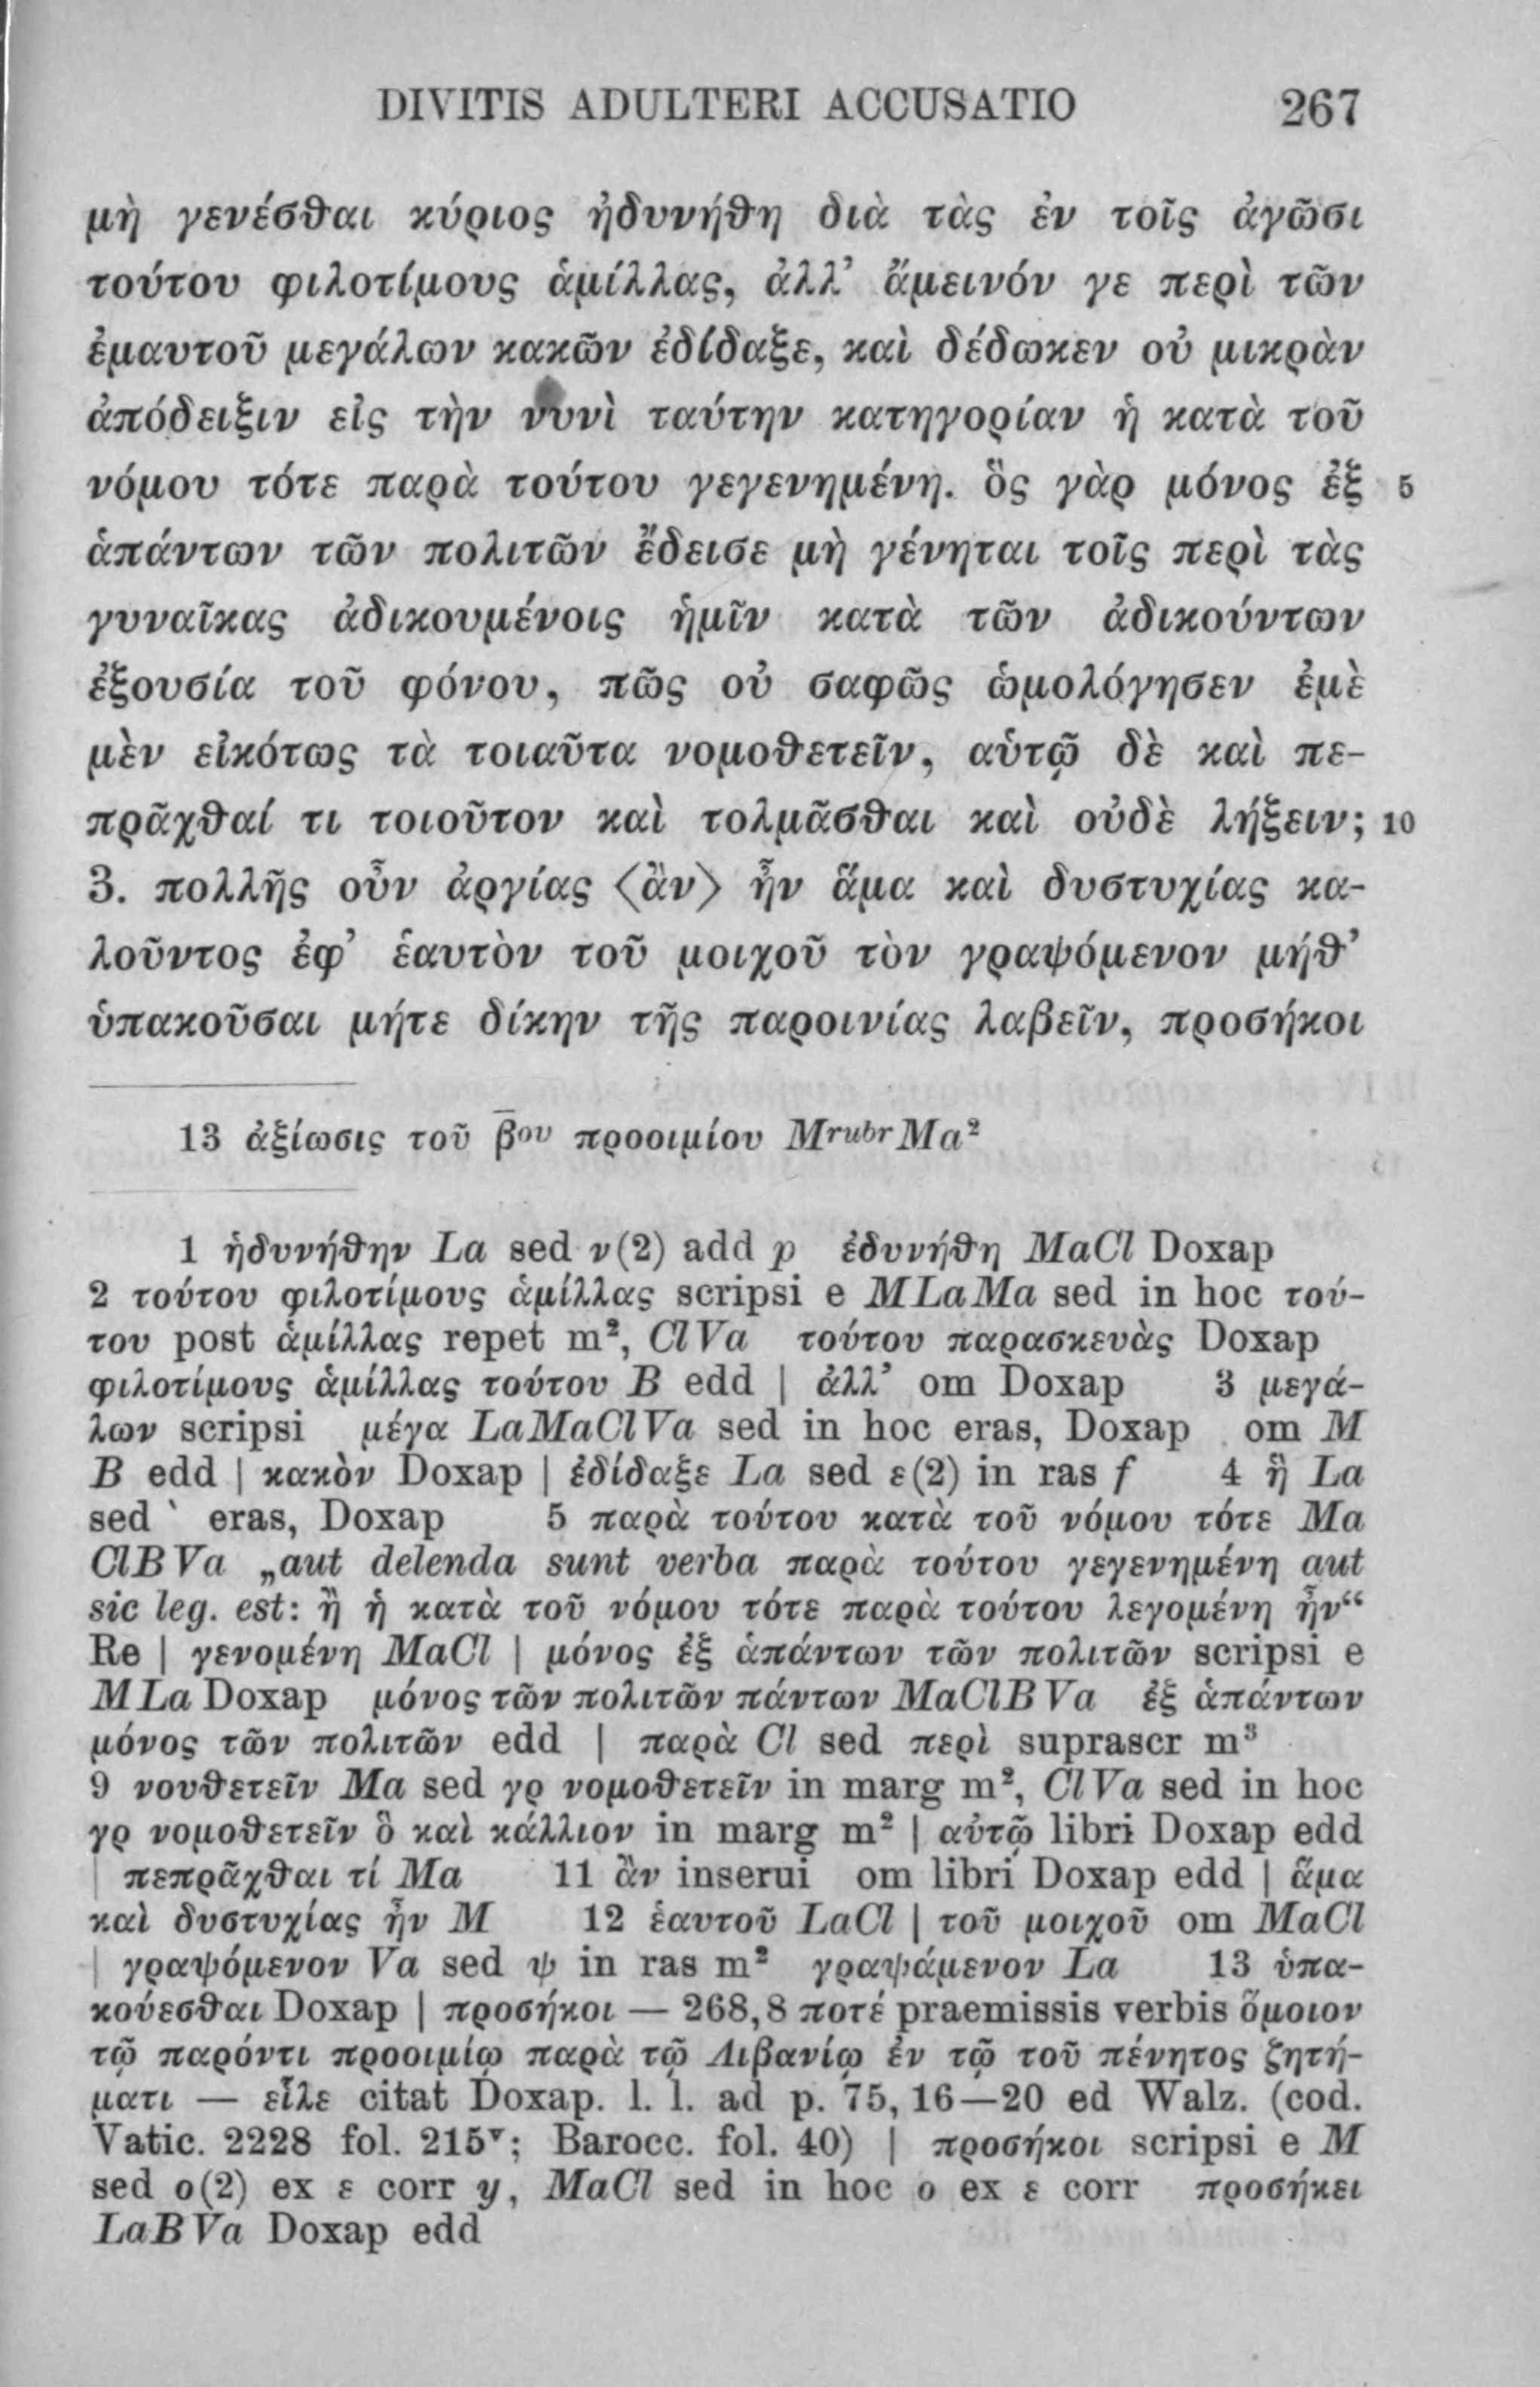 DIVITIS ADULTERI ACCUSATIO 267
μὴ γενέσθαι κύριος ἠδυνήθη διὰ τὰς ἐν τοῖς ἀγῶσι
τούτου φιλοτίμους ἁμίλλας, ἀλλ’ ἄμεινόν γε περὶ τῶν
ἐμαυτοῦ μεγάλων κακῶν ἐδίδαξε, καὶ δέδωκεν οὐ μικρὰν
ἀπόδειξιν εἰς τὴν νυνὶ ταύτην κατηγορίαν ἡ κατὰ τοῦ
νόμου τότε παρὰ τούτου γεγενημένη. ὃς γὰρ μόνος ἐξ 5
ἁπάντων τῶν πολιτῶν ἔδεισε μὴ γένηται τοῖς περὶ τὰς
γυναῖκας ἀδικουμένοις ἡμῖν κατὰ τῶν ἀδικούντων
ἐξουσία τοῦ φόνου, πῶς οὐ σαφῶς ὡμολόγησεν ἐμὲ
μὲν εἰκότως τὰ τοιαῦτα νομοθετεῖν, αὑτῷ δὲ καὶ πε-
πρᾶχθαί τι τοιοῦτον καὶ τολμᾶσθαι καὶ οὐδὲ λήξειν; 10
3. πολλῆς οὖν ἀργίας ⟨ἂν⟩ ἦν ἅμα καὶ δυστυχίας κα-
λοῦντος ἐφ’ ἑαυτὸν τοῦ μοιχοῦ τὸν γραψόμενον μήθ’
ὑπακοῦσαι μήτε δίκην τῆς παροινίας λαβεῖν, προσήκοι
13 ἀξίωσις τοῦ β̅ου προοιμίου MrubrMa²
1 ἠδυνήθην La sed ν(2) add p ἐδυνήθη MaCl Doxap
2 τούτου φιλοτίμους ἁμίλλας scripsi e MLaMa sed in hoc τού-
του post ἁμίλλας repet m², ClVa τούτου παρασκευὰς Doxap
φιλοτίμους ἁμίλλας τούτου B edd | ἀλλ’ om Doxap 3 μεγά-
λων scripsi μέγα LaMaClVa sed in hoc eras, Doxap om M
B edd | κακὸν Doxap | ἐδίδαξε La sed ε(2) in ras f 4 ἢ La
sed ` eras, Doxap 5 παρὰ τούτου κατὰ τοῦ νόμου τότε Ma
ClBVa „aut delenda sunt verba παρὰ τούτου γεγενημένη aut
sic leg. est: ἢ ἡ κατὰ τοῦ νόμου τότε παρὰ τούτου λεγομένη ἦν“
Re | γενομένη MaCl | μόνος ἐξ ἁπάντων τῶν πολιτῶν scripsi e
MLa Doxap μόνος τῶν πολιτῶν πάντων MaClBVa ἐξ ἁπάντων
μόνος τῶν πολιτῶν edd | παρὰ Cl sed περὶ suprascr m³
9 νουθετεῖν Ma sed γρ νομοθετεῖν in marg m², ClVa sed in hoc
γρ νομοθετεῖν ὃ καὶ κάλλιον in marg m² | αὐτῷ libri Doxap edd
| πεπρᾶχθαι τί Ma 11 ἂν inserui om libri Doxap edd | ἅμα
καὶ δυστυχίας ἦν M 12 ἑαυτοῦ LaCl | τοῦ μοιχοῦ om MaCl
| γραψόμενον Va sed ψ in ras m² γραψάμενον La 13 ὑπα-
κούεσθαι Doxap | προσήκοι — 268,8 ποτέ praemissis verbis ὅμοιον
τῷ παρόντι προοιμίῳ παρὰ τῷ Λιβανίῳ ἐν τῷ τοῦ πένητος ζητή-
ματι — εἷλε citat Doxap. l. l. ad p. 75, 16—20 ed Walz. (cod.
Vatic. 2228 fol. 215v; Barocc. fol. 40) | προσήκοι scripsi e M
sed ο(2) ex ε corr y, MaCl sed in hoc ο ex ε corr προσήκει
LaBVa Doxap edd